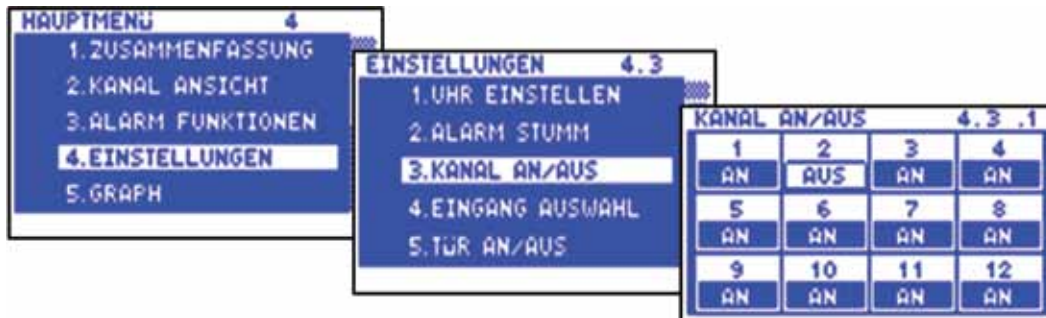 HAUPTMENÜ 4
1.ZUSAMMENFASSUNG
2.KANAL ANSICHT
3.ALARM FUNKTIONEN
4.EINSTELLUNGEN
5.GRAPH
EINSTELLUNGEN 4.3
1.UHR EINSTELLEN
2.ALARM STUMM
3.KANAL AN/AUS
4.EINGANG AUSWAHL
5.TÜR AN/AUS
KANAL AN/AUS 4.3 .1
1 2 3 4
AN AUS AN AN
5 6 7 8
AN AN AN AN
9 10 11 12
AN AN AN AN